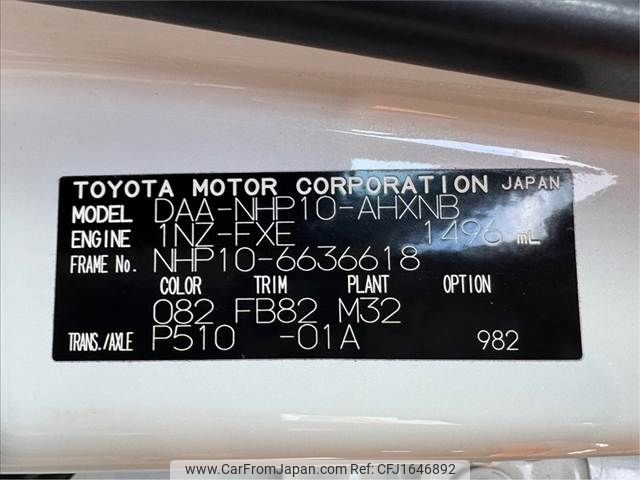 TOYOTA MOTOR CORPORATION JAPAN
MODEL DAA-NHP10-AHXNB
ENGINE 1NZ-FXE 1496 mL
FRAME No. NHP10-6636618
COLOR TRIM PLANT OPTION
082 FB82 M32
TRANS./AXLE P510 -01A 982
www.CarFromJapan.com - CFJ1646892